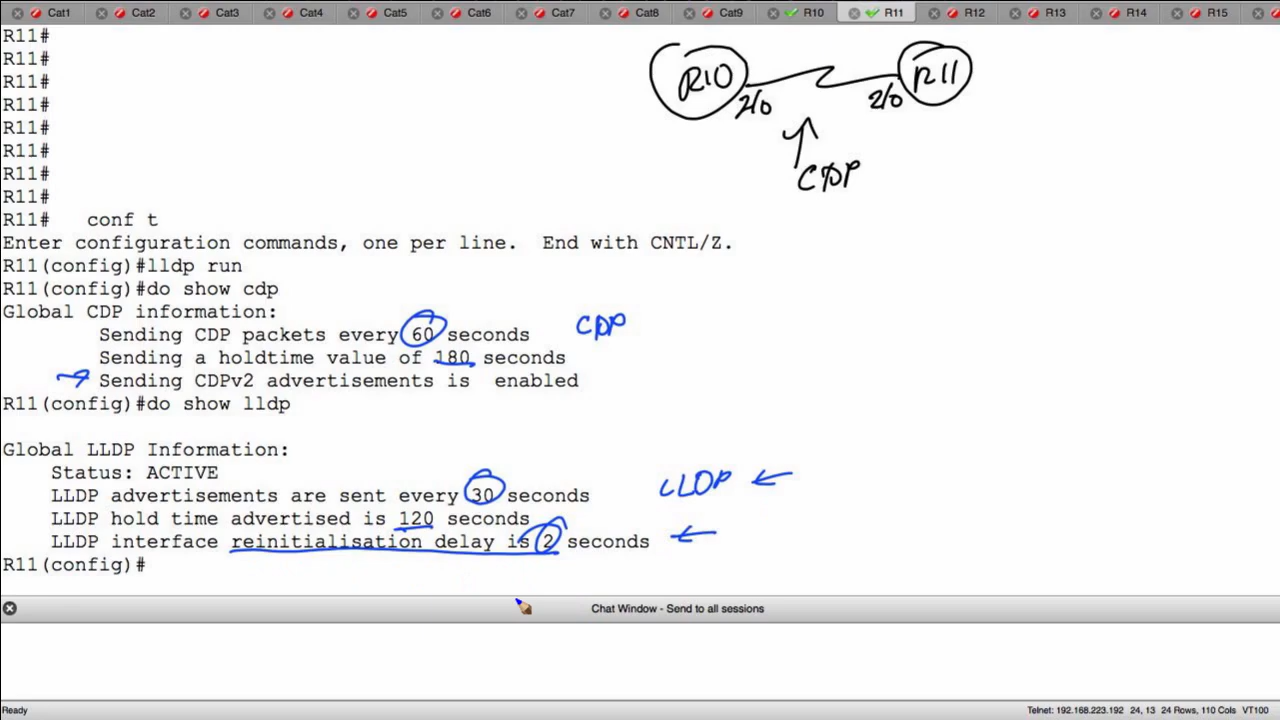 Cat1 Cat2 Cat3 Cat4 Cat5 Cat6 Cat7 Cat8 Cat9 R10 R11 R12 R13 R14 R15
R11#
R11#
R11#
R11#
R11#
R11#
R11#
R11#
R11#   conf t
Enter configuration commands, one per line.  End with CNTL/Z.
R11(config)#lldp run
R11(config)#do show cdp
Global CDP information:
Sending CDP packets every 60 seconds
Sending a holdtime value of 180 seconds
Sending CDPv2 advertisements is  enabled
R11(config)#do show lldp
Global LLDP Information:
Status: ACTIVE
LLDP advertisements are sent every 30 seconds
LLDP hold time advertised is 120 seconds
LLDP interface reinitialisation delay is 2 seconds
R11(config)#
R10 R11
2/0 2/0
CDP
CDP
LLDP
Chat Window - Send to all sessions
Ready
Telnet: 192.168.223.192 24, 13 24 Rows, 110 Cols VT100